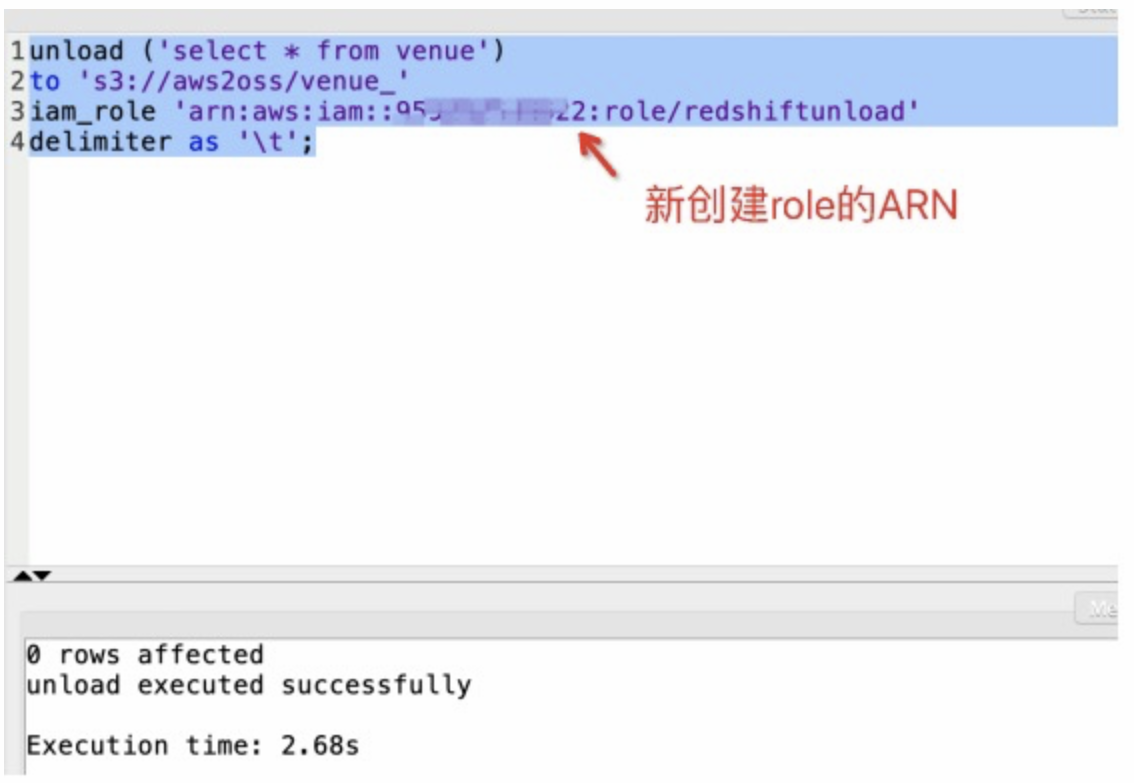 1 unload ('select * from venue')
2 to 's3://aws2oss/venue_'
3 iam_role 'arn:aws:iam::95 22:role/redshiftunload'
4 delimiter as '\t';
新创建role的ARN
0 rows affected
unload executed successfully
Execution time: 2.68s